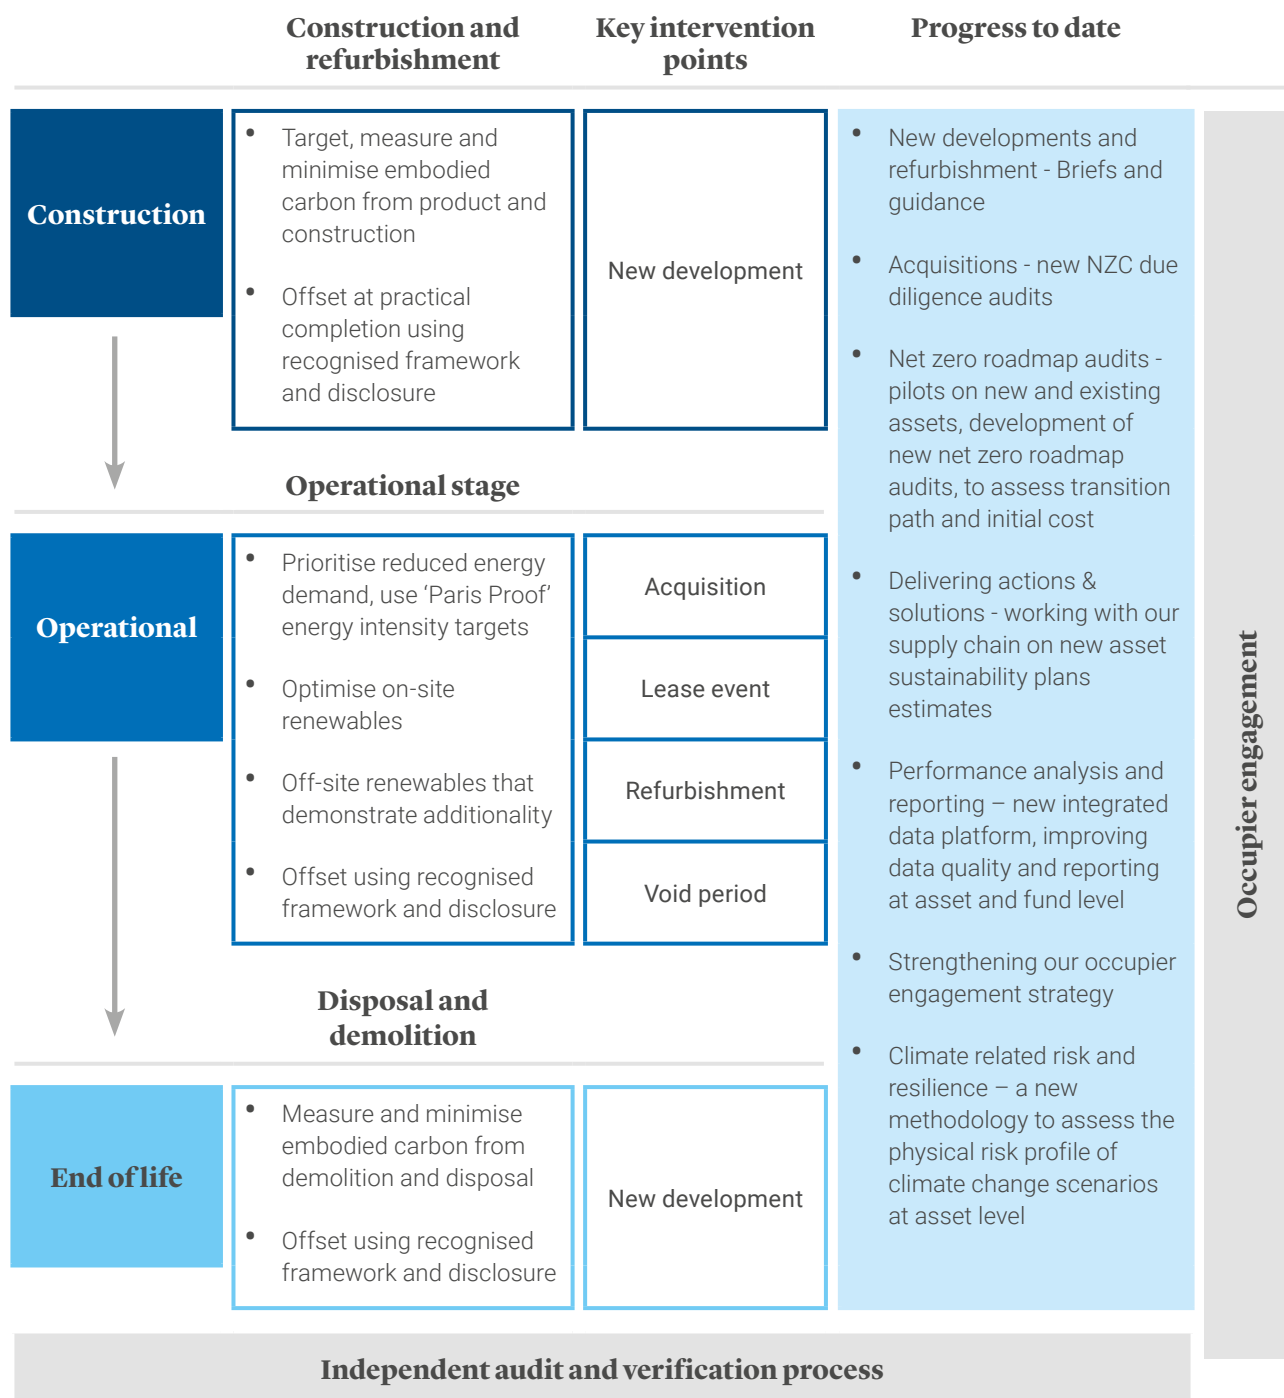 Construction and
refurbishment
Key intervention
points
Progress to date
Construction
• Target, measure and
minimise embodied
carbon from product and
construction
• Offset at practical
completion using
recognised framework
and disclosure
New development
Operational stage
Operational
• Prioritise reduced energy
demand, use ‘Paris Proof’
energy intensity targets
• Optimise on-site
renewables
• Off-site renewables that
demonstrate additionality
• Offset using recognised
framework and disclosure
Acquisition
Lease event
Refurbishment
Void period
Disposal and
demolition
End of life
• Measure and minimise
embodied carbon from
demolition and disposal
• Offset using recognised
framework and disclosure
New development
• New developments and
refurbishment - Briefs and
guidance
• Acquisitions - new NZC due
diligence audits
• Net zero roadmap audits -
pilots on new and existing
assets, development of
new net zero roadmap
audits, to assess transition
path and initial cost
• Delivering actions &
solutions - working with our
supply chain on new asset
sustainability plans
estimates
• Performance analysis and
reporting – new integrated
data platform, improving
data quality and reporting
at asset and fund level
• Strengthening our occupier
engagement strategy
• Climate related risk and
resilience – a new
methodology to assess the
physical risk profile of
climate change scenarios
at asset level
Occupier engagement
Independent audit and verification process